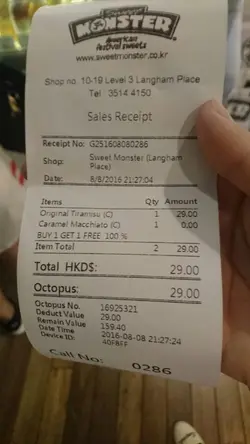 Sweet
MONSTER
American
Festival sweets
www.sweetmonster.co.kr
Shop no. 10-19 Level 3 Langham Place
Tel : 3514 4150
Sales Receipt
Receipt No: G251608080286
Shop: Sweet Monster (Langham
Place)
Date: 8/8/2016 21:27:04
Items Qty Amount
Original Tiramisu (C) 1 29.00
Caramel Macchiato (C) 1 0.00
BUY 1 GET 1 FREE 100 %
Item Total 2 29.00
Total HKD$: 29.00
Octopus: 29.00
Octopus No. 16925321
Deduct Value 29.00
Remain Value 159.40
Date Time 2016-08-08 21:27:24
Device ID: 40F8FF
Call No: 0286